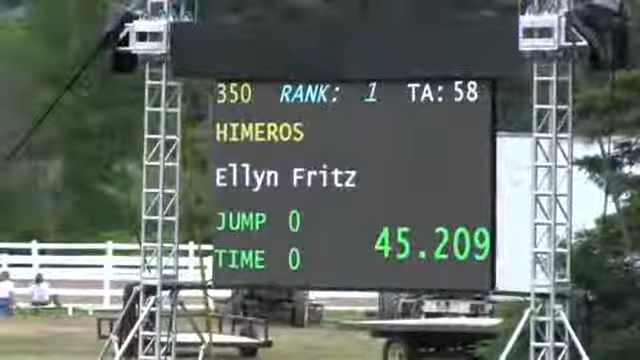 350 RANK: 1 TA: 58
HIMEROS
Ellyn Fritz
JUMP 0
TIME 0 45.209